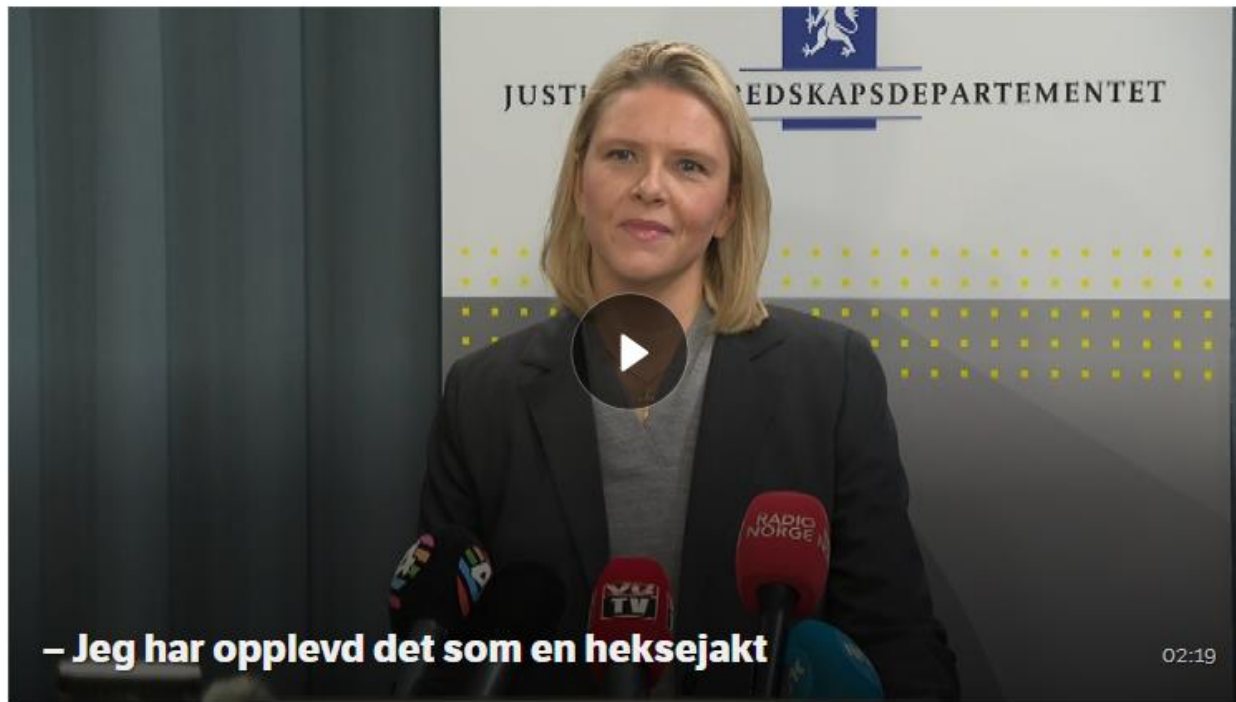 JUSTI EDSKAPSDEPARTEMENTET
RADIO
NORGE
VG
TV
– Jeg har opplevd det som en heksejakt
02:19